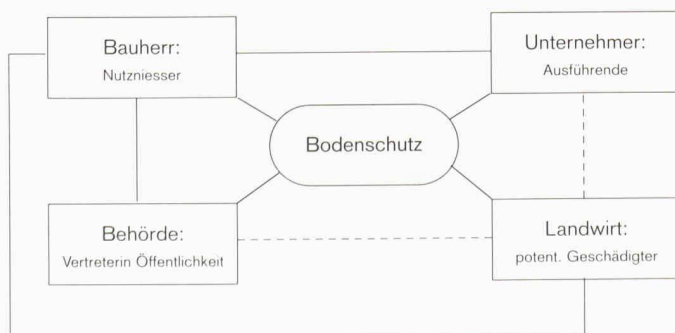 Bauherr:
Nutzniesser
Unternehmer:
Ausführende
Bodenschutz
Behörde:
Vertreterin Öffentlichkeit
Landwirt:
potent. Geschädigter